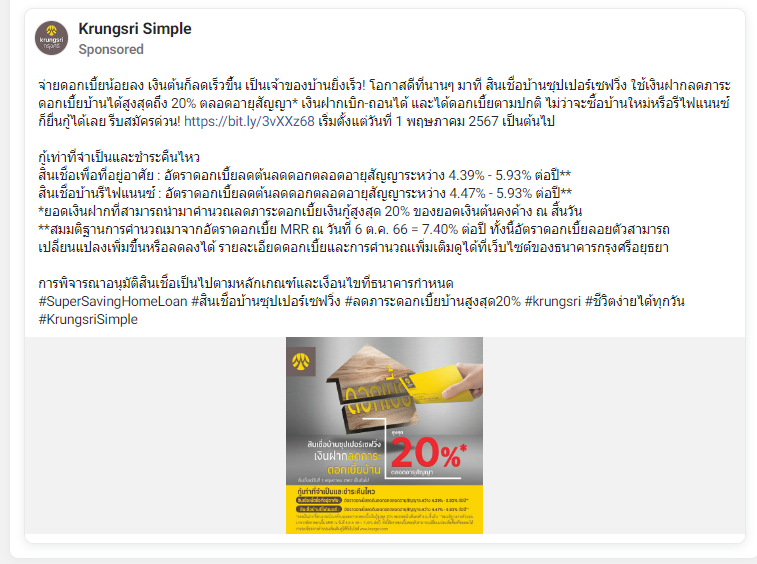 Krungsri Simple
Sponsored
krungsri
กรุงศรี
จ่ายดอกเบี้ยน้อยลง เงินต้นก็ลดเร็วขึ้น เป็นเจ้าของบ้านยิ่งเร็ว! โอกาสดีที่นานๆ มาที สินเชื่อบ้านซุปเปอร์เซฟวิ่ง ใช้เงินฝากลดภาระ
ดอกเบี้ยบ้านได้สูงสุดถึง 20% ตลอดอายุสัญญา* เงินฝากเบิก-ถอนได้ และได้ดอกเบี้ยตามปกติ ไม่ว่าจะซื้อบ้านใหม่หรือรีไฟแนนซ์
ก็ยื่นกู้ได้เลย รีบสมัครด่วน! https://bit.ly/3vXXz68 เริ่มตั้งแต่วันที่ 1 พฤษภาคม 2567 เป็นต้นไป
กู้เท่าที่จำเป็นและชำระคืนไหว
สินเชื่อเพื่อที่อยู่อาศัย : อัตราดอกเบี้ยลดต้นลดดอกตลอดอายุสัญญาระหว่าง 4.39% - 5.93% ต่อปี**
สินเชื่อบ้านรีไฟแนนซ์ : อัตราดอกเบี้ยลดต้นลดดอกตลอดอายุสัญญาระหว่าง 4.47% - 5.93% ต่อปี**
*ยอดเงินฝากที่สามารถนำมาคำนวณลดภาระดอกเบี้ยเงินกู้สูงสุด 20% ของยอดเงินต้นคงค้าง ณ สิ้นวัน
**สมมติฐานการคำนวณมาจากอัตราดอกเบี้ย MRR ณ วันที่ 6 ต.ค. 66 = 7.40% ต่อปี ทั้งนี้อัตราดอกเบี้ยลอยตัวสามารถ
เปลี่ยนแปลงเพิ่มขึ้นหรือลดลงได้ รายละเอียดดอกเบี้ยและการคำนวณเพิ่มเติมดูได้ที่เว็บไซต์ของธนาคารกรุงศรีอยุธยา
การพิจารณาอนุมัติสินเชื่อเป็นไปตามหลักเกณฑ์และเงื่อนไขที่ธนาคารกำหนด
#SuperSavingHomeLoan #สินเชื่อบ้านซุปเปอร์เซฟวิ่ง #ลดภาระดอกเบี้ยบ้านสูงสุด20% #krungsri #ชีวิตง่ายได้ทุกวัน
#KrungsriSimple
ดอกเบี้ย
สินเชื่อบ้านซุปเปอร์เซฟวิ่ง
เงินฝากลดภาระ
ดอกเบี้ยบ้าน
สูงสุด
20%*
ตลอดอายุสัญญา
กู้เท่าที่จำเป็นและชำระคืนไหว